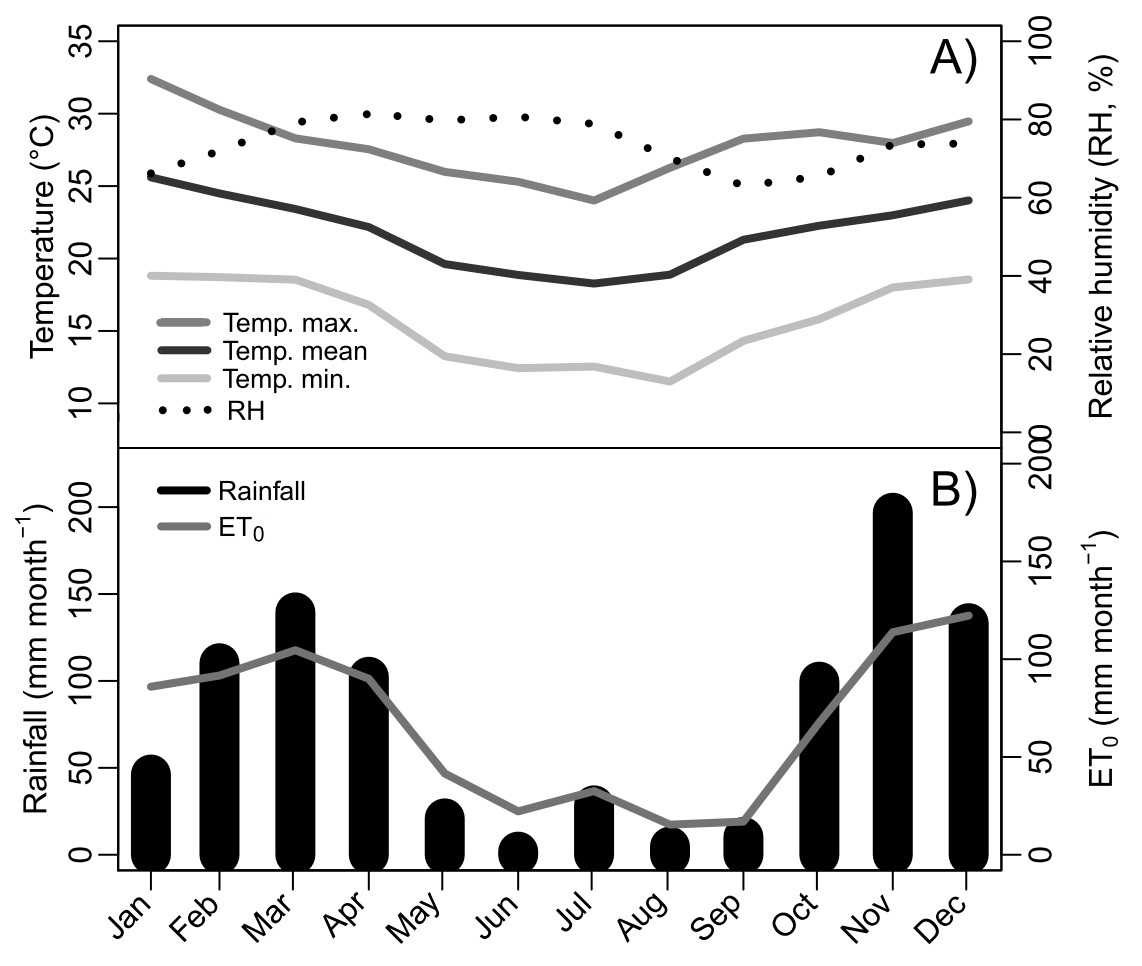 A)
Temperature (°C)
35
30
25
20
15
10
Temp. max.
Temp. mean
Temp. min.
RH
100
80
60
40
20
0
Relative humidity (RH, %)
B)
Rainfall (mm month⁻¹)
200
150
100
50
0
Rainfall
ET₀
200
150
100
50
0
ET₀ (mm month⁻¹)
Jan Feb Mar Apr May Jun Jul Aug Sep Oct Nov Dec